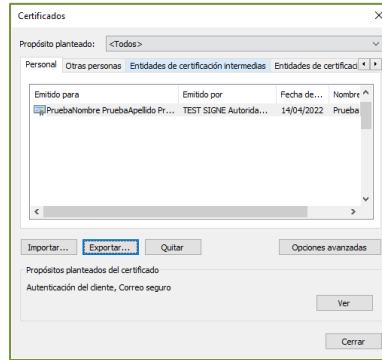 Certificados
Propósito planteado: <Todos>
Personal Otras personas Entidades de certificación intermedias Entidades de certificad
Emitido para Emitido por Fecha de... Nombre
PruebaNombre PruebaApellido Pr... TEST SIGNE Autorida... 14/04/2022 Prueba
Importar... Exportar... Quitar Opciones avanzadas
Propósitos planteados del certificado
Autenticación del cliente, Correo seguro
Ver
Cerrar